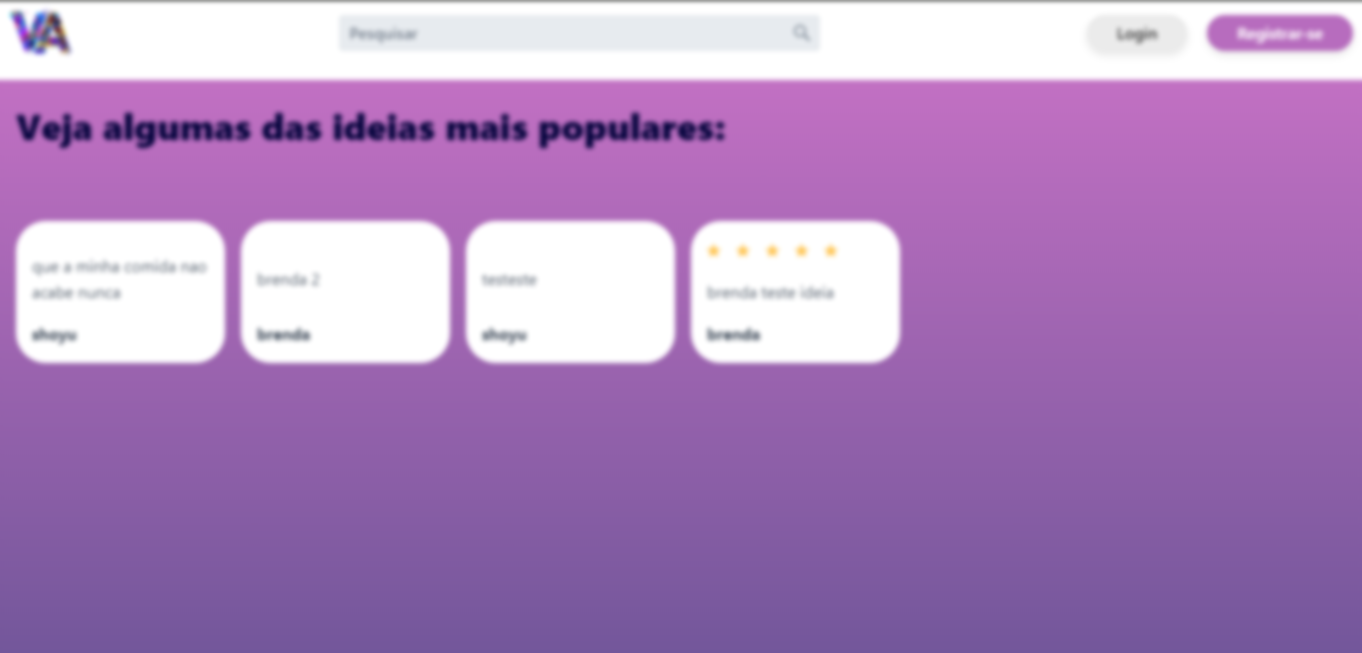 VA
Pesquisar
Login
Registrar-se
Veja algumas das ideias mais populares:
que a minha comida nao
acabe nunca
shoyu
brenda 2
brenda
testeste
shoyu
brenda teste ideia
brenda